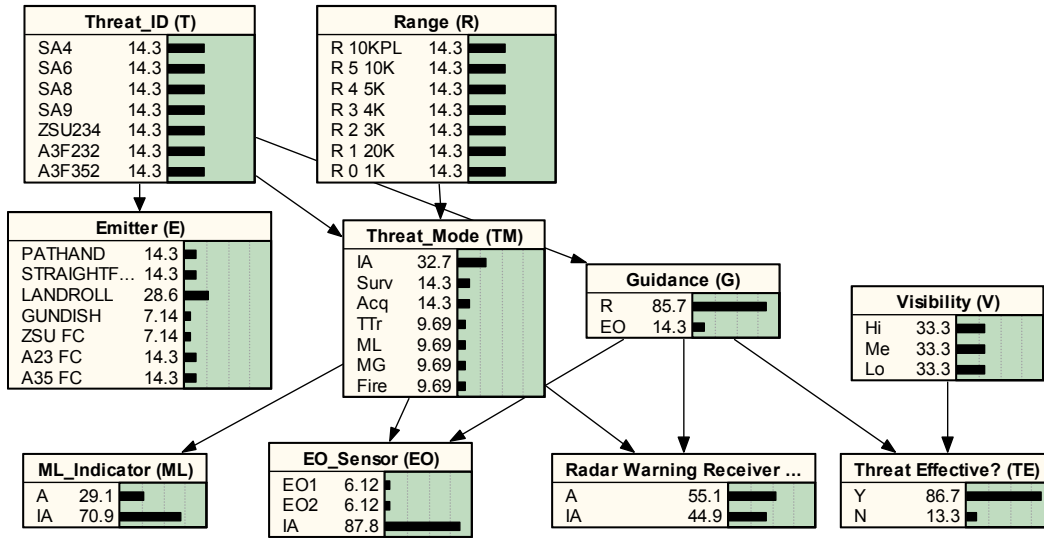 Threat_ID (T)
SA4 14.3
SA6 14.3
SA8 14.3
SA9 14.3
ZSU234 14.3
A3F232 14.3
A3F352 14.3
Range (R)
R 10KPL 14.3
R 5 10K 14.3
R 4 5K 14.3
R 3 4K 14.3
R 2 3K 14.3
R 1 20K 14.3
R 0 1K 14.3
Emitter (E)
PATHAND 14.3
STRAIGHTF... 14.3
LANDROLL 28.6
GUNDISH 7.14
ZSU FC 7.14
A23 FC 14.3
A35 FC 14.3
Threat_Mode (TM)
IA 32.7
Surv 14.3
Acq 14.3
TTr 9.69
ML 9.69
MG 9.69
Fire 9.69
Guidance (G)
R 85.7
EO 14.3
Visibility (V)
Hi 33.3
Me 33.3
Lo 33.3
ML_Indicator (ML)
A 29.1
IA 70.9
EO_Sensor (EO)
EO1 6.12
EO2 6.12
IA 87.8
Radar Warning Receiver ...
A 55.1
IA 44.9
Threat Effective? (TE)
Y 86.7
N 13.3